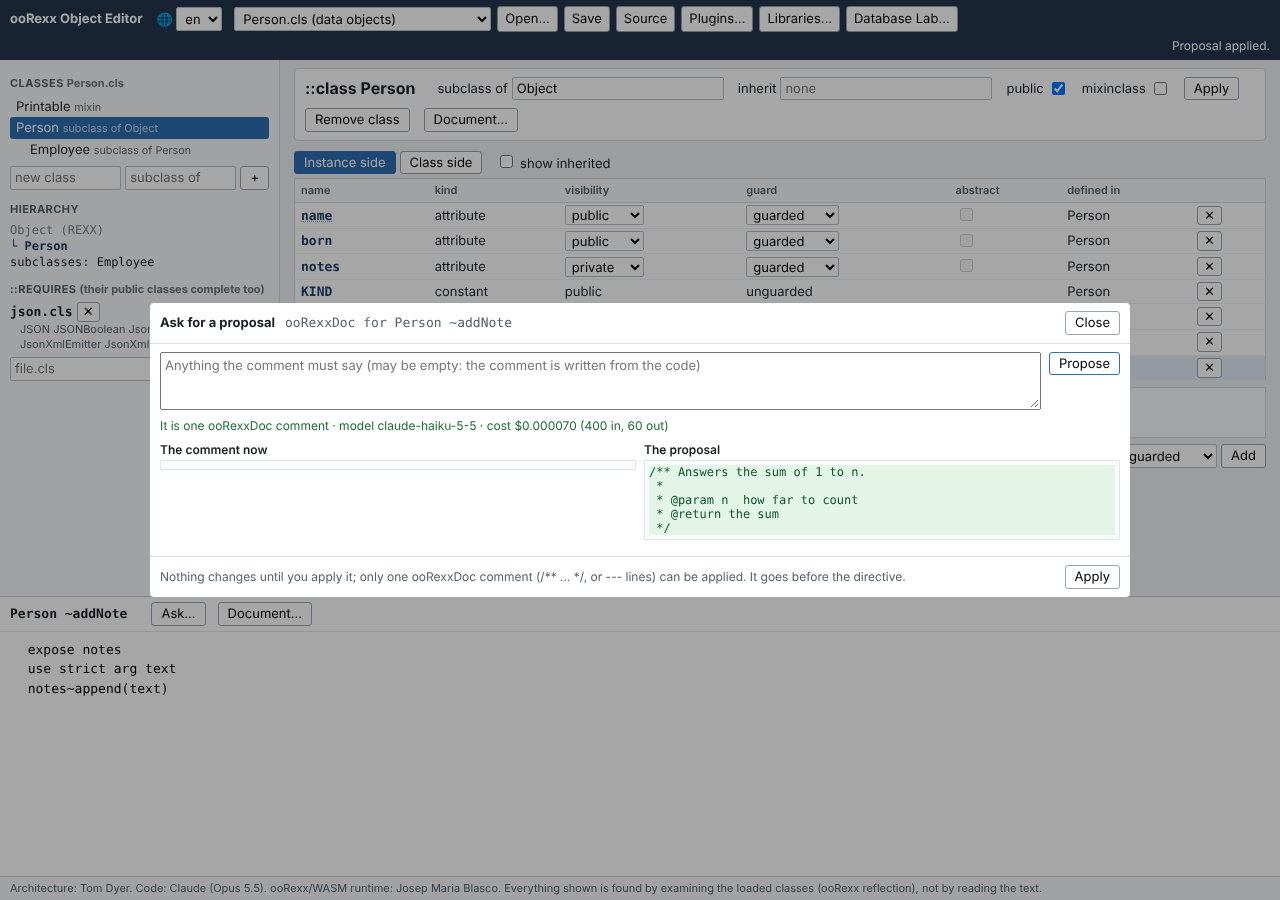 ooRexx Object Editor 🌐 en Person.cls (data objects) Open... Save Source Plugins... Libraries... Database Lab...
Proposal applied.
CLASSES Person.cls
Printable mixin
Person subclass of Object
Employee subclass of Person
new class subclass of +
HIERARCHY
Object (REXX)
└ Person
subclasses: Employee
::REQUIRES (their public classes complete too)
json.cls ✕
JSON JSONBoolean
JsonXmlEmitter
file.cls
::class Person subclass of Object inherit none public mixinclass Apply
Remove class Document...
Instance side Class side show inherited
name kind visibility guard abstract defined in
name attribute public guarded Person ✕
born attribute public guarded Person ✕
notes attribute private guarded Person ✕
KIND constant public unguarded Person ✕
✕
✕
✕
guarded Add
Ask for a proposal ooRexxDoc for Person ~addNote Close
Anything the comment must say (may be empty: the comment is written from the code) Propose
It is one ooRexxDoc comment · model claude-haiku-5-5 · cost $0.000070 (400 in, 60 out)
The comment now
The proposal
/** Answers the sum of 1 to n.
*
* @param n how far to count
* @return the sum
*/
Nothing changes until you apply it; only one ooRexxDoc comment (/** ... */, or --- lines) can be applied. It goes before the directive. Apply
Person ~addNote Ask... Document...
expose notes
use strict arg text
notes~append(text)
Architecture: Tom Dyer. Code: Claude (Opus 5.5). ooRexx/WASM runtime: Josep Maria Blasco. Everything shown is found by examining the loaded classes (ooRexx reflection), not by reading the text.